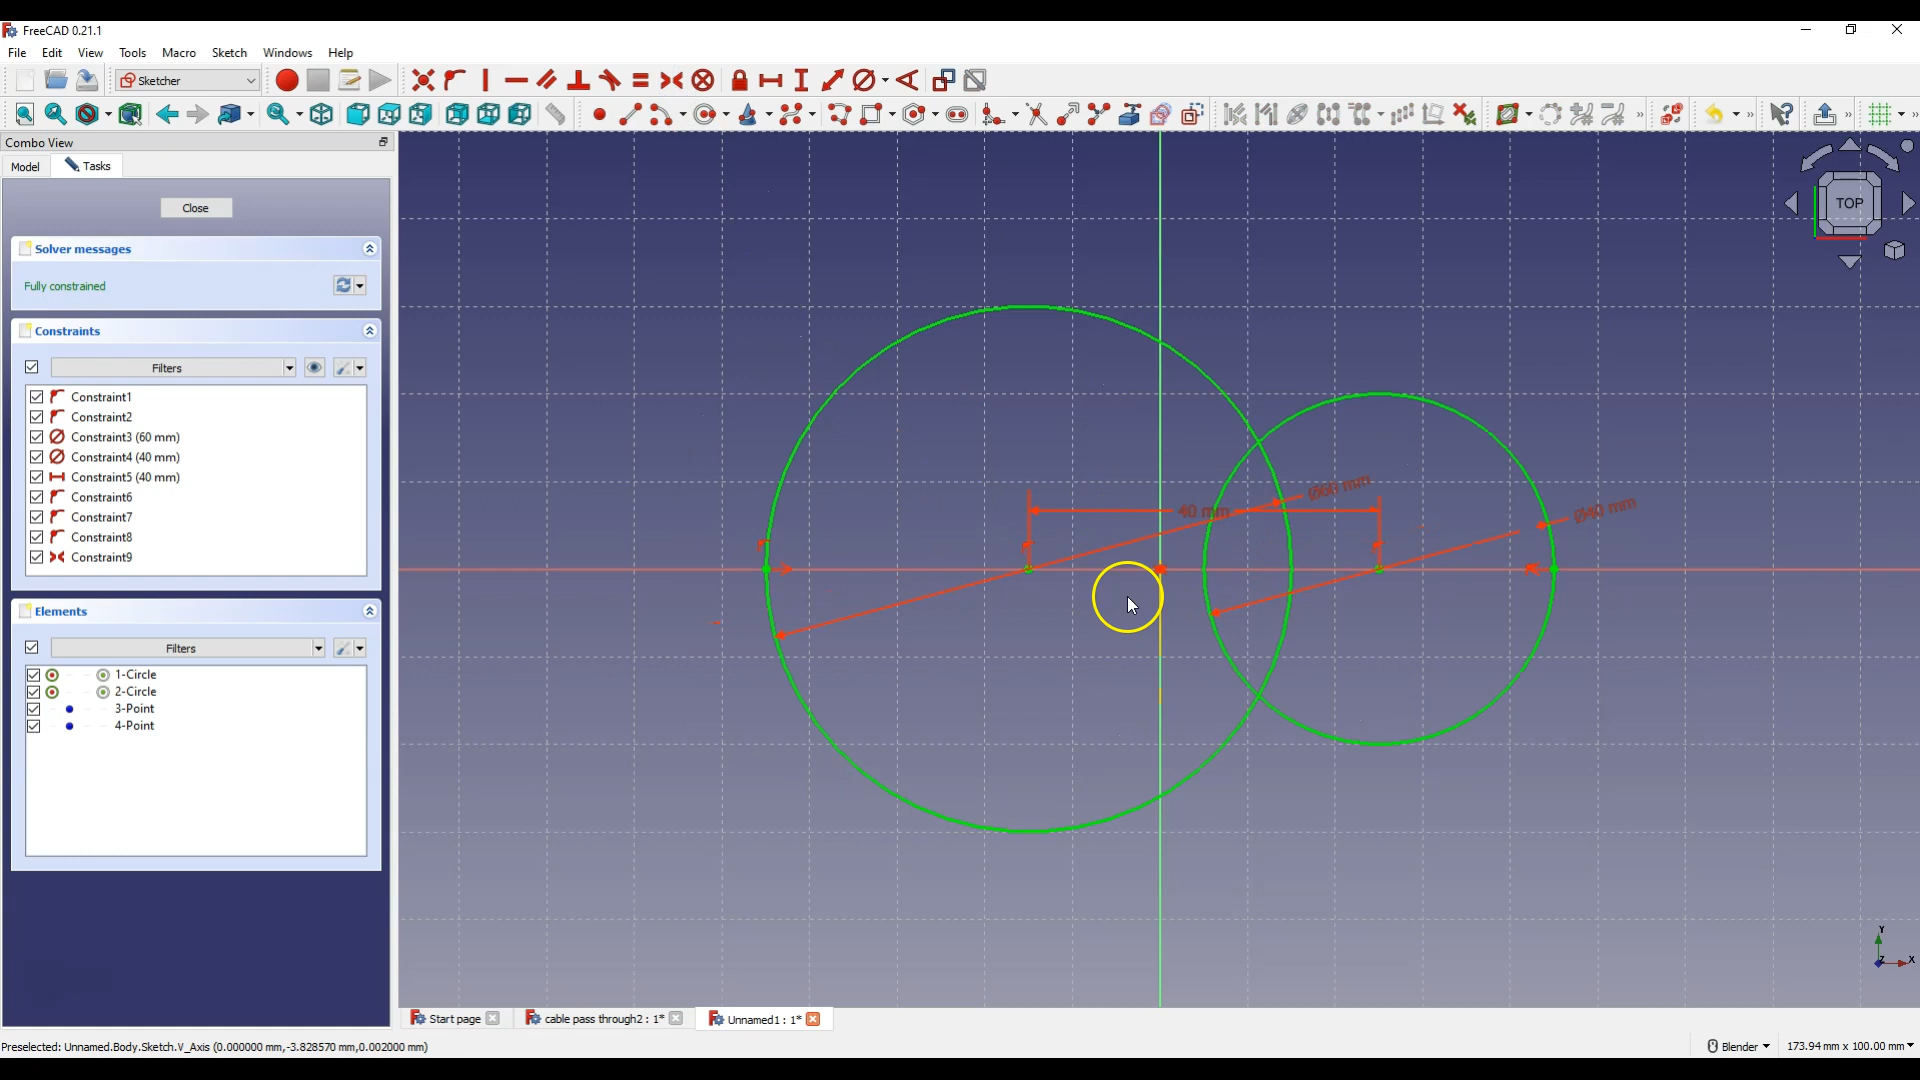 FreeCAD 0.21.1
File Edit View Tools Macro Sketch Windows Help
Sketcher
Combo View
Model Tasks
Close
Solver messages
Fully constrained
Constraints
Filters
Constraint1
Constraint2
Constraint3 (60 mm)
Constraint4 (40 mm)
Constraint5 (40 mm)
Constraint6
Constraint7
Constraint8
Constraint9
Elements
Filters
1-Circle
2-Circle
3-Point
4-Point
TOP
Ø60 mm
40 mm
Ø40 mm
Y
Z
X
Start page cable pass through2 : 1* Unnamed1 : 1*
Preselected: Unnamed.Body.Sketch.V_Axis (0.000000 mm,-3.828570 mm,0.002000 mm)
Blender 173.94 mm x 100.00 mm